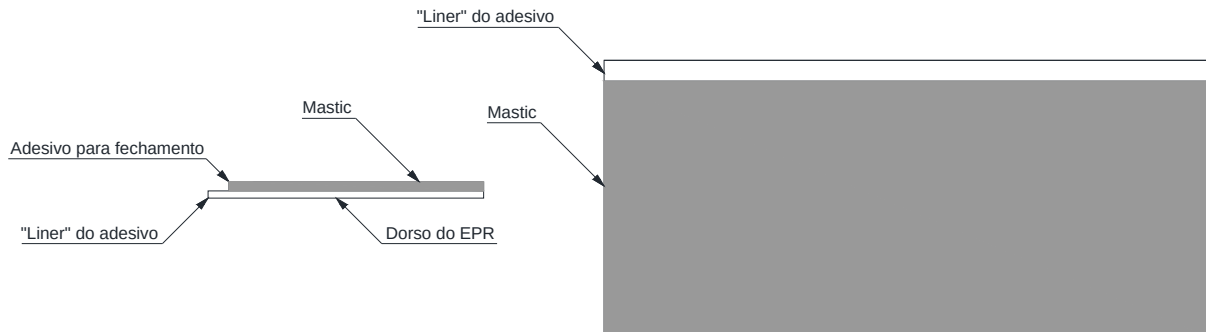 "Liner" do adesivo
Mastic
Mastic
Adesivo para fechamento
"Liner" do adesivo
Dorso do EPR